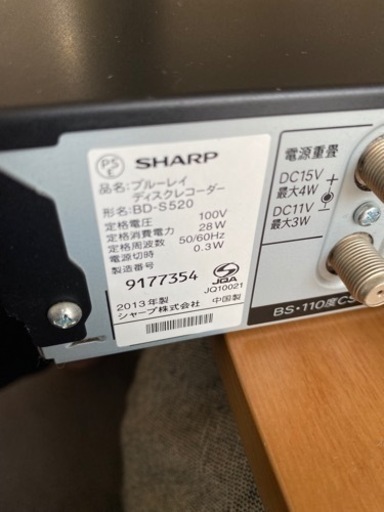 PS E SHARP
品名:ブルーレイ
ディスクレコーダー
形名:BD-S520
定格電圧 100V
定格消費電力 28W
定格周波数 50/60Hz
電源切時 0.3W
製造番号
9177354
JQA
JQ10021
2013年製 中国製
シャープ株式会社
電源重畳
DC15V
最大4W
DC11V
最大3W
BS・110度CS